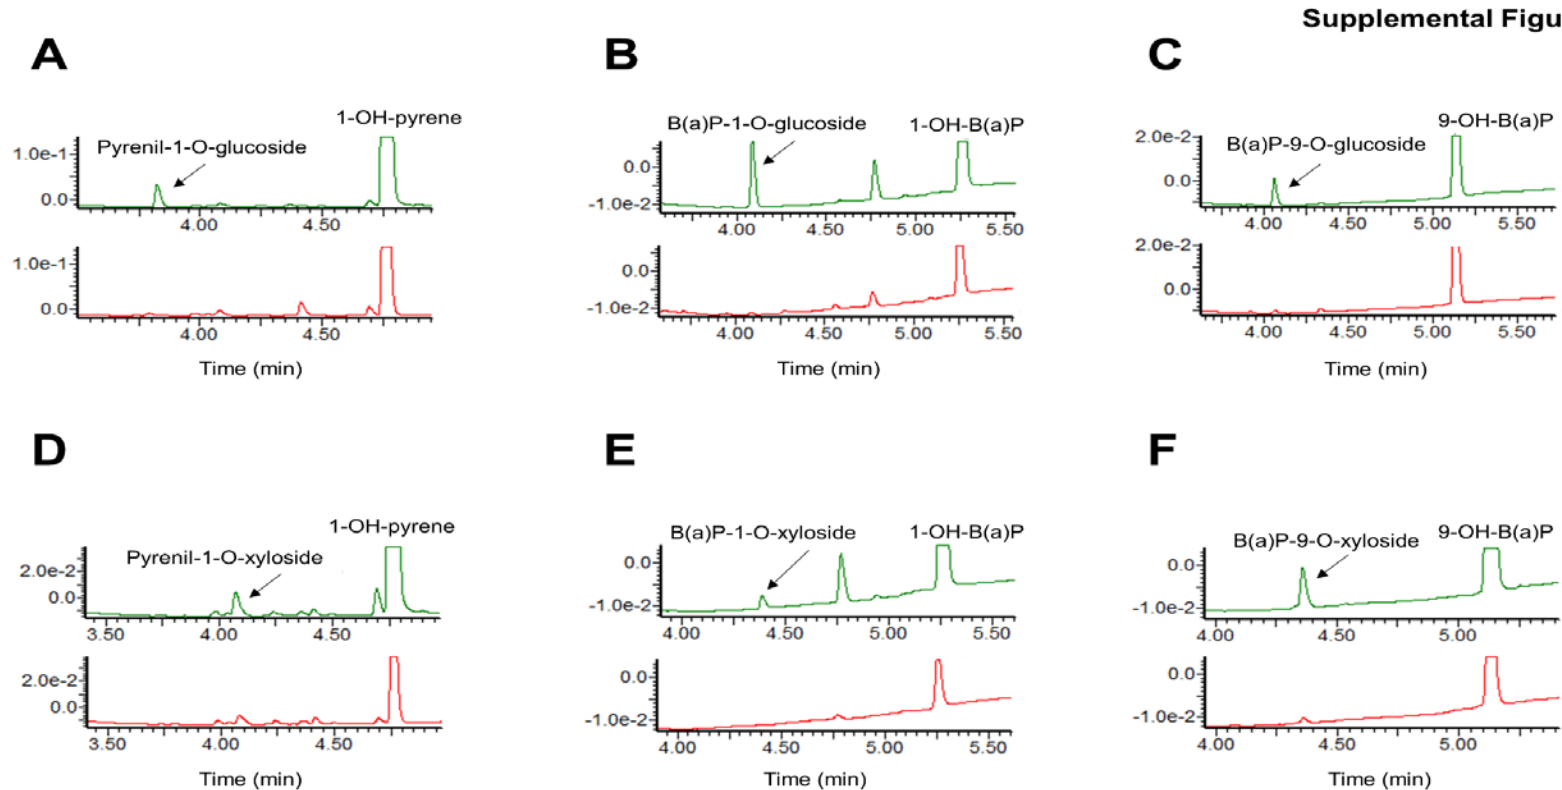 Supplemental Figu
A
B
C
1-OH-pyrene
Pyrenil-1-O-glucoside
1.0e-1
0.0
4.00 4.50
1.0e-1
0.0
4.00 4.50
Time (min)
B(a)P-1-O-glucoside
1-OH-B(a)P
0.0
-1.0e-2
4.00 4.50 5.00 5.50
0.0
-1.0e-2
4.00 4.50 5.00 5.50
Time (min)
9-OH-B(a)P
B(a)P-9-O-glucoside
2.0e-2
0.0
4.00 4.50 5.00 5.50
2.0e-2
0.0
4.00 4.50 5.00 5.50
Time (min)
D
E
F
1-OH-pyrene
Pyrenil-1-O-xyloside
2.0e-2
0.0
3.50 4.00 4.50
2.0e-2
0.0
3.50 4.00 4.50
Time (min)
B(a)P-1-O-xyloside
1-OH-B(a)P
0.0
-1.0e-2
4.00 4.50 5.00 5.50
0.0
-1.0e-2
4.00 4.50 5.00 5.50
Time (min)
9-OH-B(a)P
B(a)P-9-O-xyloside
0.0
-1.0e-2
4.00 4.50 5.00
0.0
-1.0e-2
4.00 4.50 5.00
Time (min)